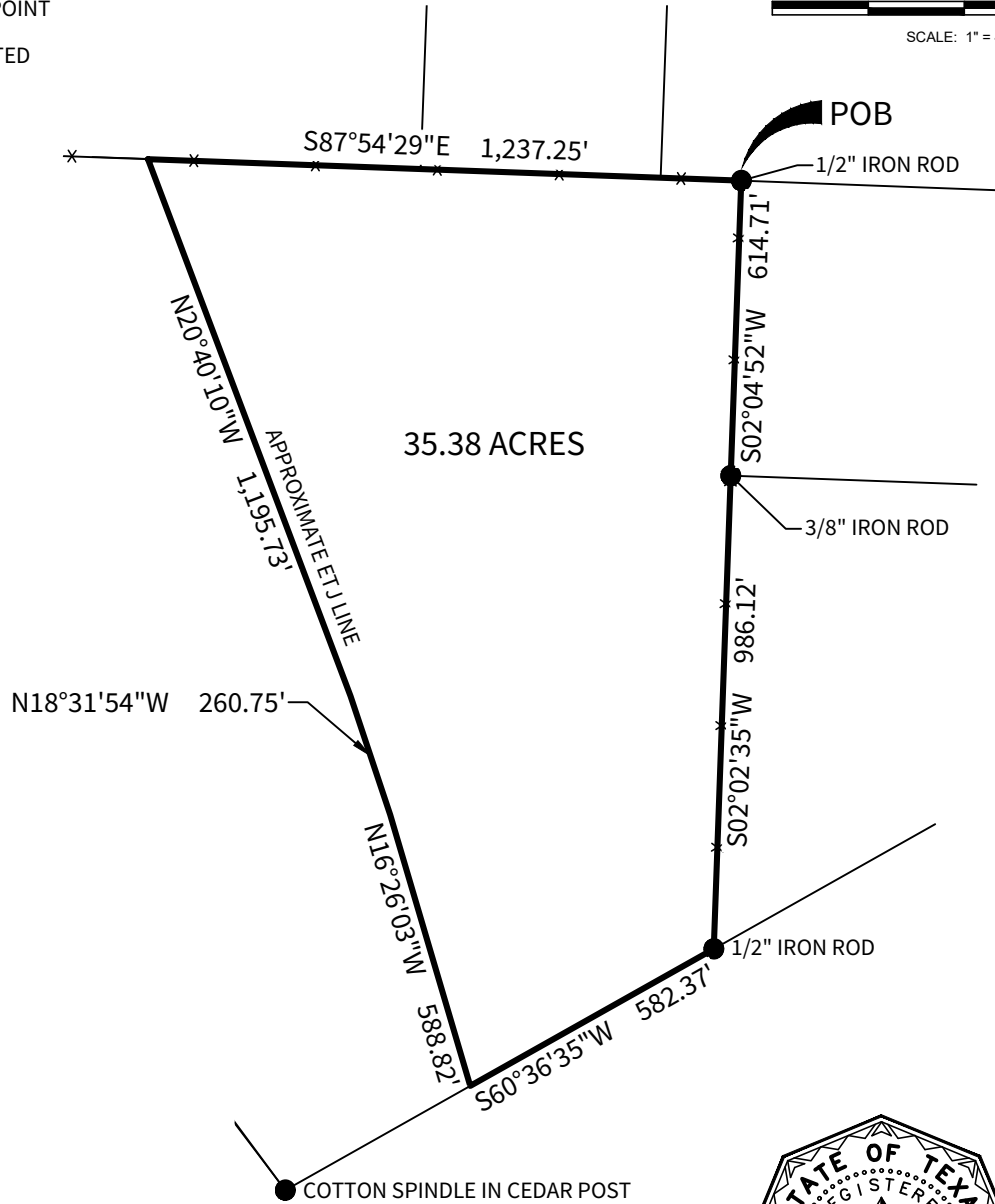 POINT
TED
SCALE: 1" =
S87°54'29"E 1,237.25'
POB
1/2" IRON ROD
614.71'
S02°04'52"W
N20°40'10"W
1,195.73'
APPROXIMATE ETJ LINE
35.38 ACRES
3/8" IRON ROD
986.12'
S02°02'35"W
N18°31'54"W 260.75'
N16°26'03"W
588.82'
1/2" IRON ROD
S60°36'35"W 582.37'
COTTON SPINDLE IN CEDAR POST
STATE OF TEXAS
REGISTERED